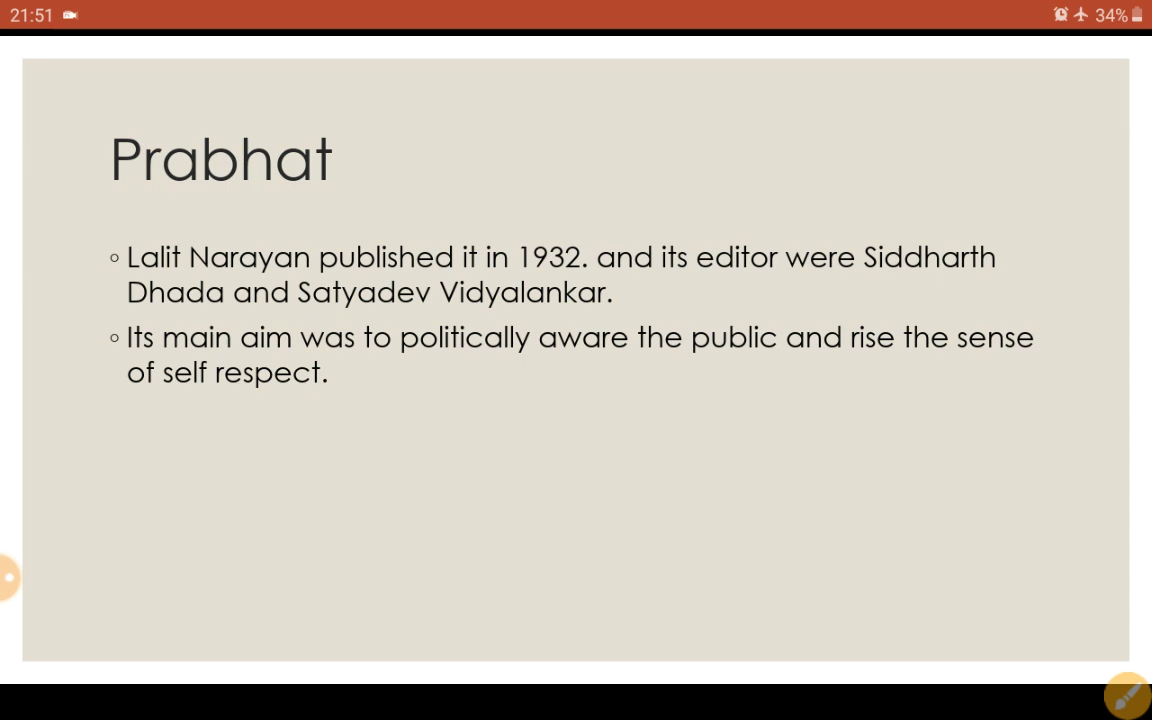 21:51
34%
Prabhat
◦ Lalit Narayan published it in 1932. and its editor were Siddharth
Dhada and Satyadev Vidyalankar.
◦ Its main aim was to politically aware the public and rise the sense
of self respect.